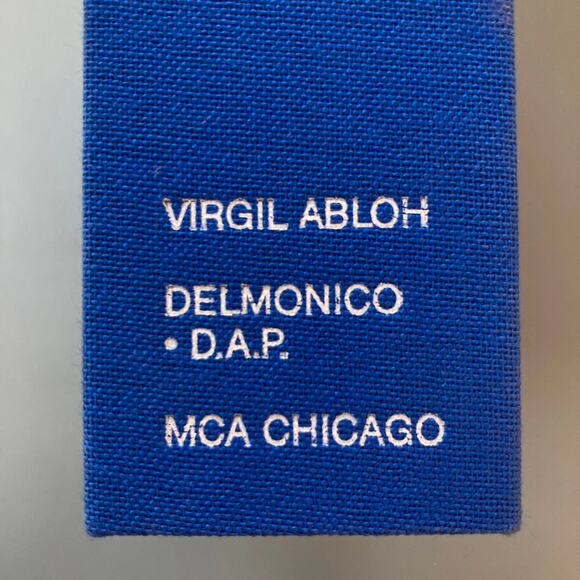 VIRGIL ABLOH
DELMONICO
• D.A.P.
MCA CHICAGO